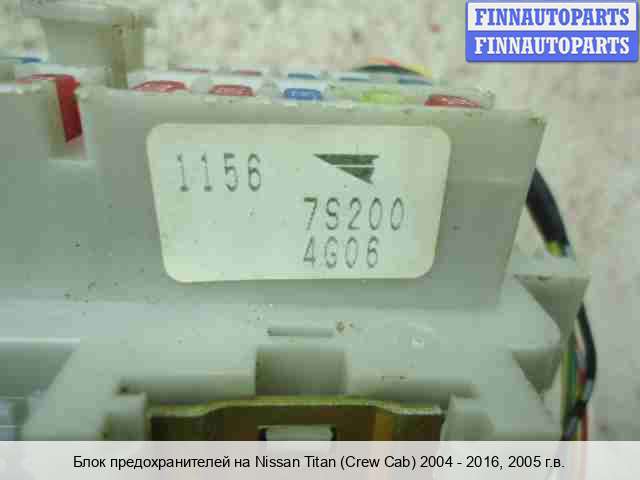 FINNAUTOPARTS
FINNAUTOPARTS
1156
7S200
4G06
Блок предохранителей на Nissan Titan (Crew Cab) 2004 - 2016, 2005 г.в.